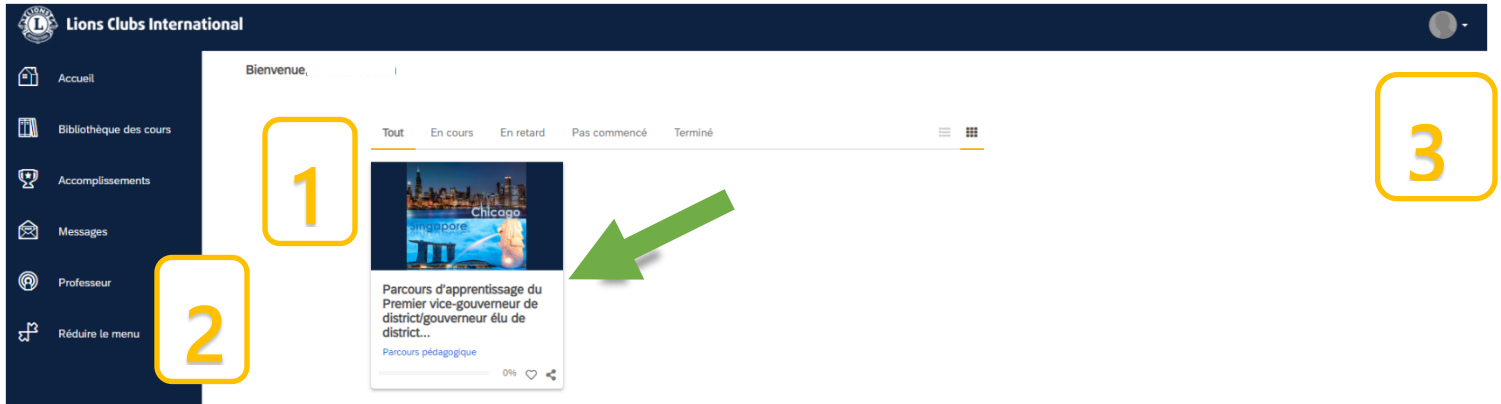 Lions Clubs International
Accueil
Bibliothèque des cours
Accomplissements
Messages
Professeur
Réduire le menu
Bienvenue,
Tout En cours En retard Pas commencé Terminé
1
2
3
Chicago
Singapore
Parcours d'apprentissage du
Premier vice-gouverneur de
district/gouverneur élu de
district...
Parcours pédagogique
0%